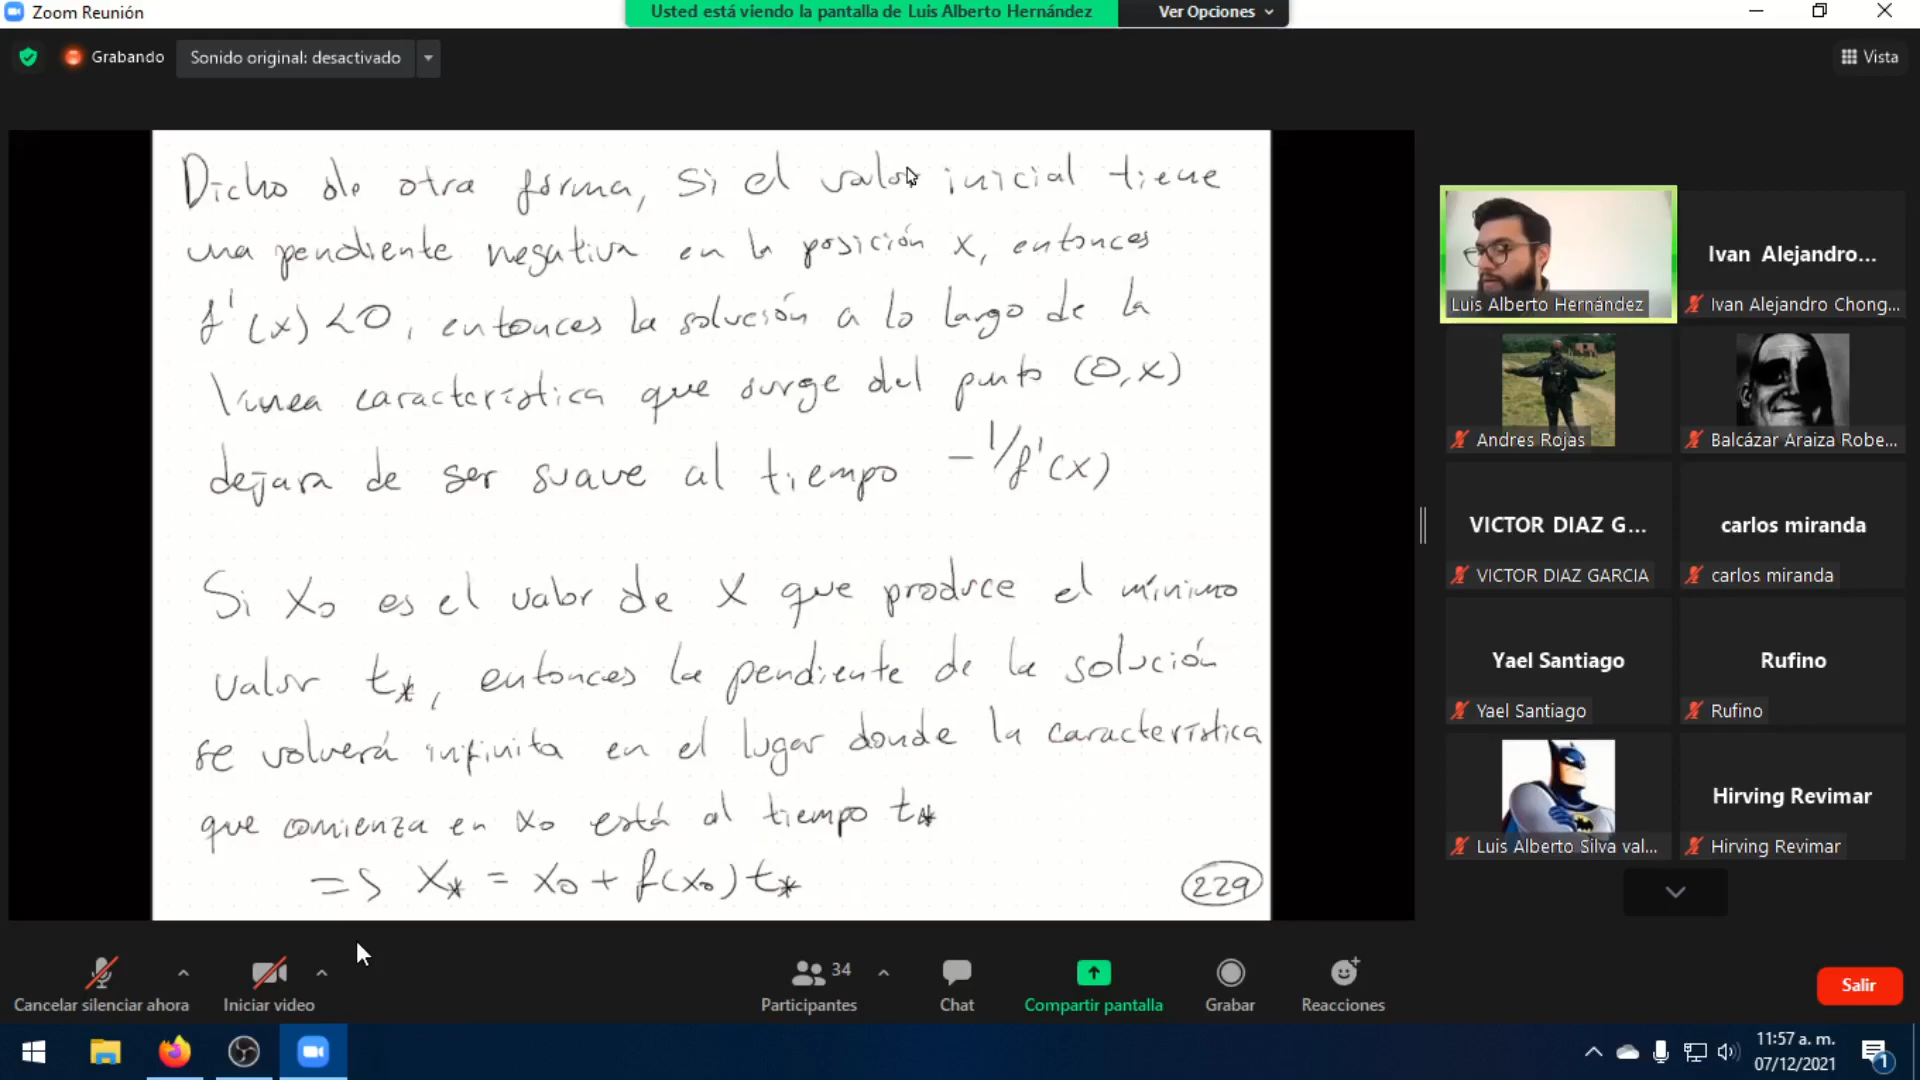 Zoom Reunión
Usted está viendo la pantalla de Luis Alberto Hernández
Ver Opciones
Grabando
Sonido original: desactivado
Vista
Dicho de otra forma, si el valor inicial tiene
una pendiente negativa en la posición x, entonces
f'(x) < 0, entonces la solución a lo largo de la
línea característica que surge del punto (0,x)
dejara de ser suave al tiempo -1/f'(x)
Si x₀ es el valor de x que produce el mínimo
valor t*, entonces la pendiente de la solución
se volverá infinita en el lugar donde la característica
que comienza en x₀ está al tiempo t*
=> x* = x₀ + f(x₀) t*
229
Luis Alberto Hernández
Ivan Alejandro...
Ivan Alejandro Chong...
Andres Rojas
Balcázar Araiza Robe...
VICTOR DIAZ G...
VICTOR DIAZ GARCIA
carlos miranda
carlos miranda
Yael Santiago
Yael Santiago
Rufino
Rufino
Luis Alberto Silva val...
Hirving Revimar
Hirving Revimar
Cancelar silenciar ahora
Iniciar video
34
Participantes
Chat
Compartir pantalla
Grabar
Reacciones
Salir
11:57 a. m.
07/12/2021
1